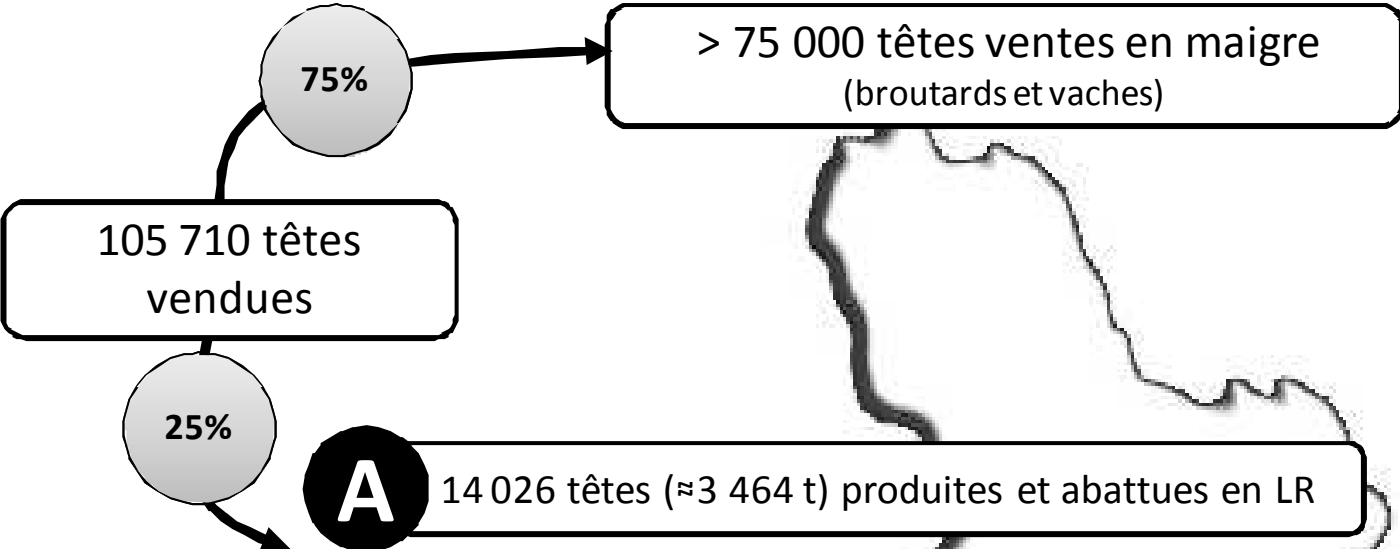 75%
> 75 000 têtes ventes en maigre
(broutards et vaches)
105 710 têtes
vendues
25%
A
14 026 têtes (≈3 464 t) produites et abattues en LR